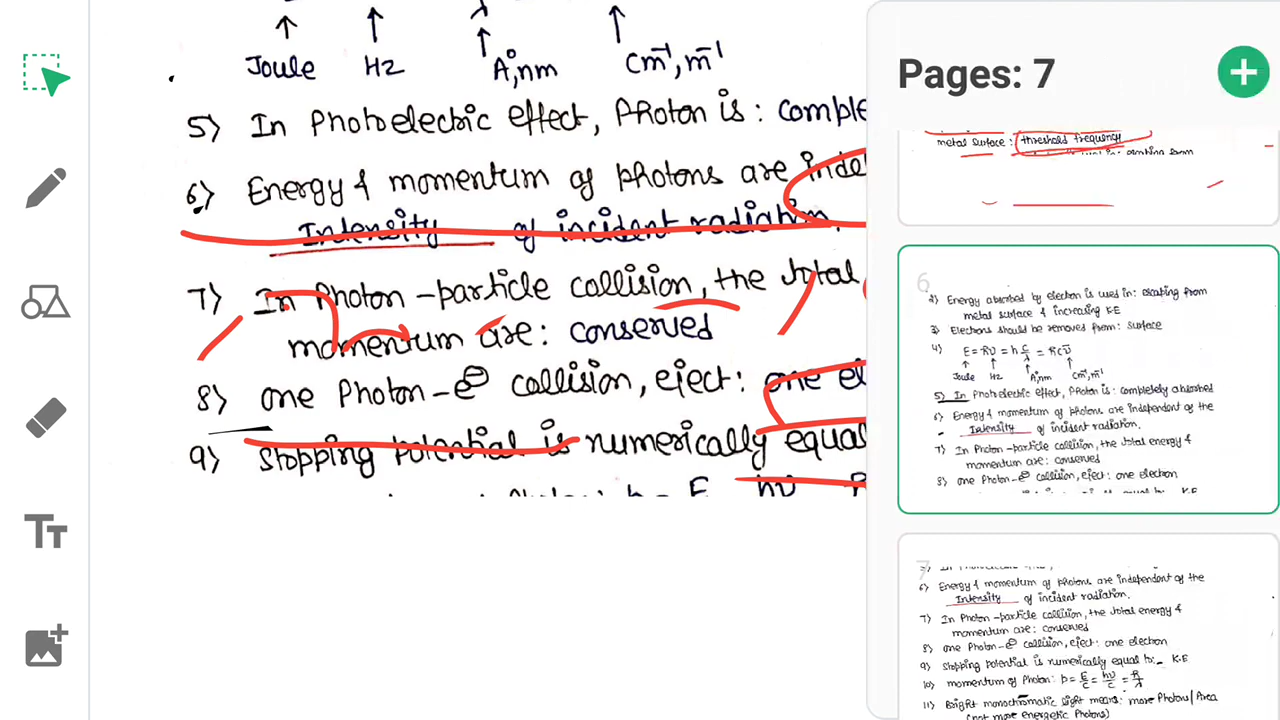 Joule Hz A°,nm Cm⁻¹, m⁻¹
5) In Photoelectric effect, Photon is: comple
6) Energy & momentum of photons are inde
Intensity of incident radiation.
7) In Photon-particle collision, the total
momentum are: conserved
8) one Photon-e⊖ collision, eject: one el
9) Stopping potential is numerically equal
hν
Pages: 7
metal surface: threshold frequency
6
2) Energy absorbed by electron is used in: escaping from
metal surface & increasing K.E
3) Electrons should be removed from: surface
4) E = hν = h c/λ = hcν̄
Joule Hz A°,nm Cm⁻¹, m⁻¹
5) In Photoelectric effect, Photon is: completely absorbed
6) Energy & momentum of photons are independent of the
Intensity of incident radiation.
7) In Photon-particle collision, the total energy &
momentum are: conserved
8) one Photon-e⊖ collision, eject: one electron
7
6) Energy & momentum of photons are independent of the
Intensity of incident radiation.
7) In Photon-particle collision, the total energy &
momentum are: conserved
8) one Photon-e⊖ collision, eject: one electron
9) Stopping potential is numerically equal to:- K.E
10) momentum of Photon: p = E/c = hν/c = h/λ
11) Bright monochromatic light means: more Photons/Area
(not more energetic Photons)
Tт